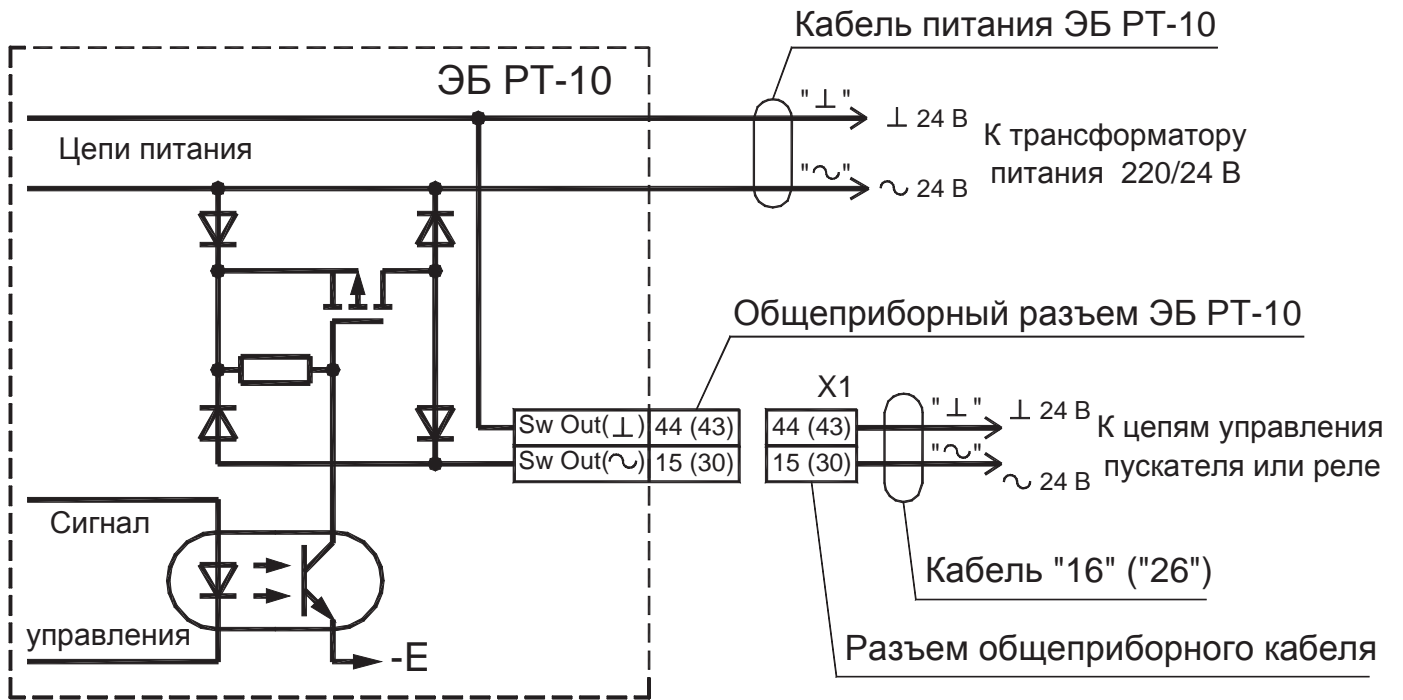 Кабель питания ЭБ РТ-10
ЭБ РТ-10
"⊥"
⊥ 24 В
К трансформатору
Цепи питания
питания 220/24 В
"∿"
∿ 24 В
Общеприборный разъем ЭБ РТ-10
X1
Sw Out(⊥) 44 (43)
44 (43)
"⊥"
⊥ 24 В
К цепям управления
Sw Out(∿) 15 (30)
15 (30)
"∿"
∿ 24 В
пускателя или реле
Сигнал
управления
-E
Кабель "16" ("26")
Разъем общеприборного кабеля